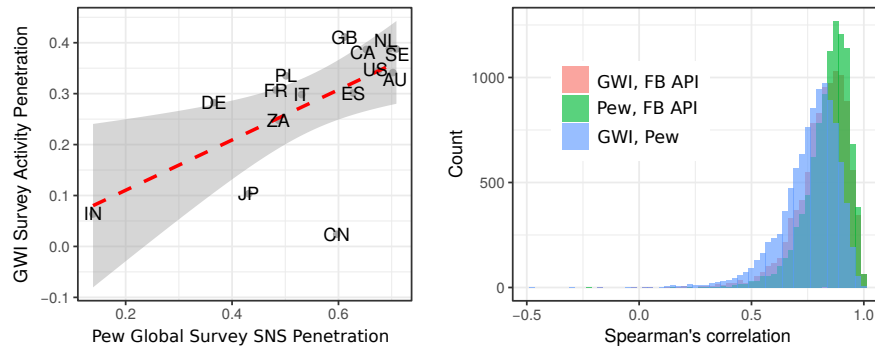 GWI Survey Activity Penetration
0.4
0.3
0.2
0.1
0.0
−0.1
GB
NL
CA
SE
PL
US
AU
FR
IT
ES
DE
ZA
JP
IN
CN
0.2
0.4
0.6
Pew Global Survey SNS Penetration
Count
1000
500
0
GWI, FB API
Pew, FB API
GWI, Pew
−0.5
0.0
0.5
1.0
Spearman's correlation